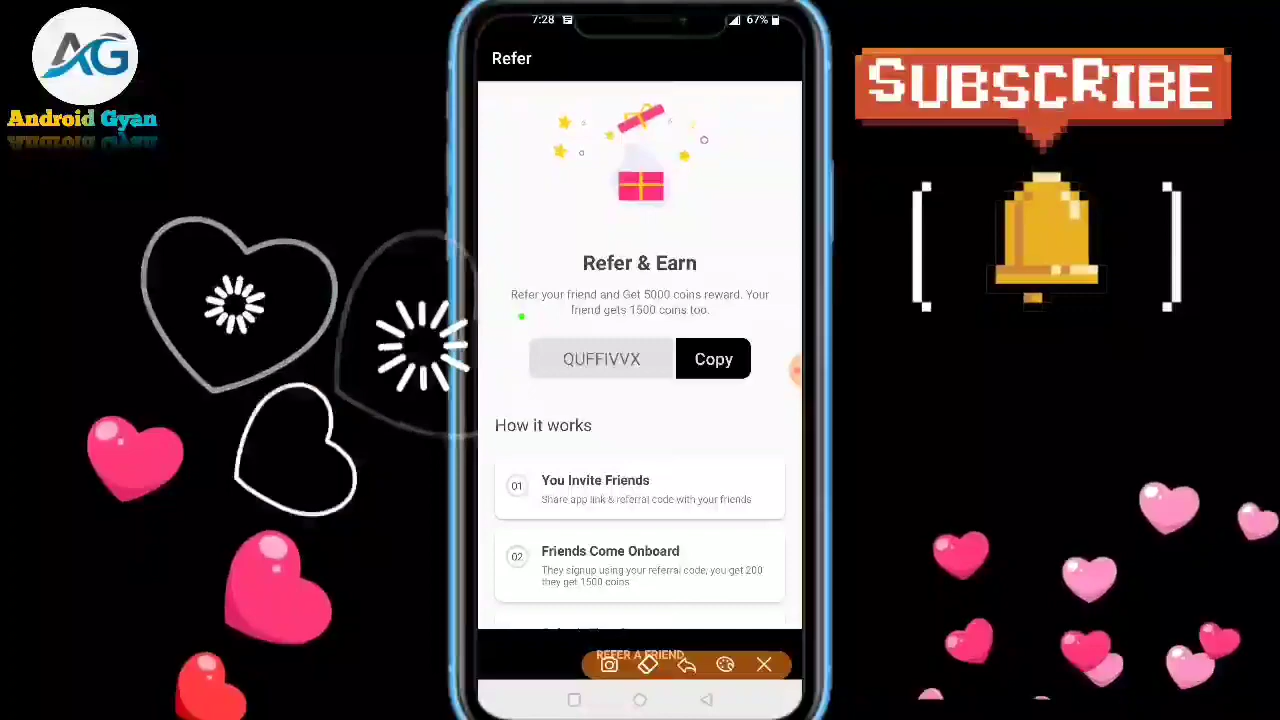 AG
Android Gyan
7:28
67%
Refer
SUBSCRIBE
Refer & Earn
Refer your friend and Get 5000 coins reward. Your
friend gets 1500 coins too.
QUFFIVVX
Copy
How it works
01
You Invite Friends
Share app link & referral code with your friends
02
Friends Come Onboard
They signup using your referral code, you get 200
they get 1500 coins
REFER A FRIEND